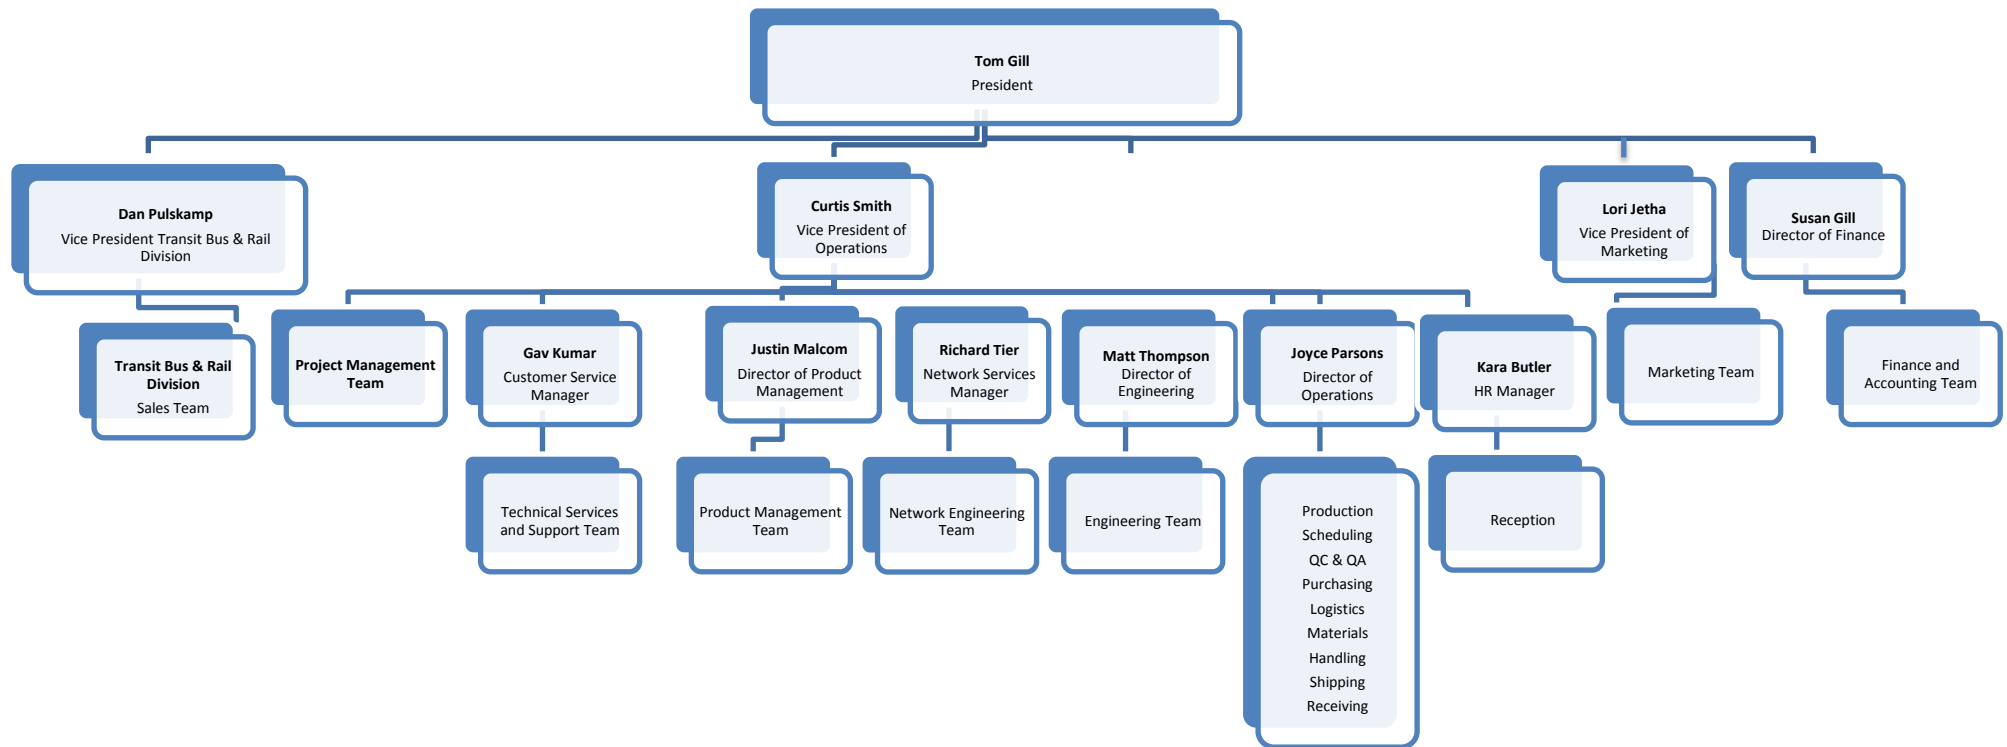 Tom Gill
President
Dan Pulskamp
Vice President Transit Bus & Rail
Division
Curtis Smith
Vice President of
Operations
Lori Jetha
Vice President of
Marketing
Susan Gill
Director of Finance
Transit Bus & Rail
Division
Sales Team
Project Management
Team
Gav Kumar
Customer Service
Manager
Justin Malcom
Director of Product
Management
Richard Tier
Network Services
Manager
Matt Thompson
Director of
Engineering
Joyce Parsons
Director of
Operations
Kara Butler
HR Manager
Marketing Team
Finance and
Accounting Team
Technical Services
and Support Team
Product Management
Team
Network Engineering
Team
Engineering Team
Production
Scheduling
QC & QA
Purchasing
Logistics
Materials
Handling
Shipping
Receiving
Reception